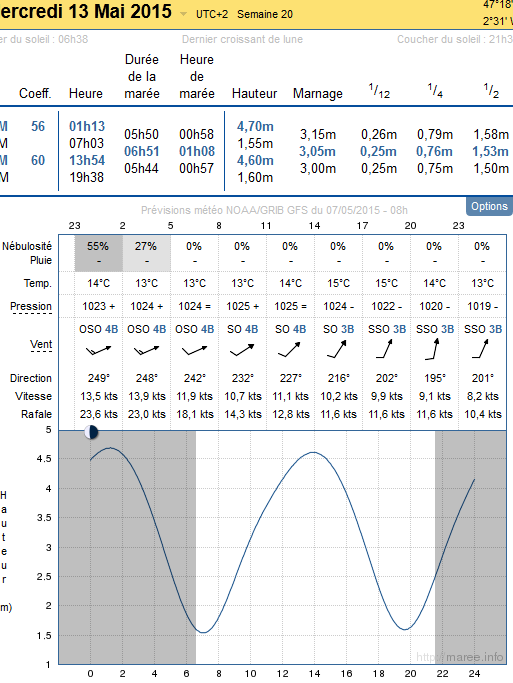 ercredi 13 Mai 2015 UTC+2 Semaine 20
47°18'
2°31'
er du soleil : 06h38 Dernier croissant de lune Coucher du soleil : 21h3
Durée Heure
de la de
Coeff. Heure marée marée Hauteur Marnage 1/12 1/4 1/2
M 56 01h13 4,70m
05h50 00h58 3,15m 0,26m 0,79m 1,58m
M 07h03 1,55m
06h51 01h08 3,05m 0,25m 0,76m 1,53m
M 60 13h54 4,60m
05h44 00h57 3,00m 0,25m 0,75m 1,50m
M 19h38 1,60m
Options
Prévisions météo NOAA/GRIB GFS du 07/05/2015 - 08h
23 2 5 8 11 14 17 20 23
Nébulosité 55% 27% 0% 0% 0% 0% 0% 0% 0%
Pluie - - - - - - - - -
Temp. 14°C 13°C 13°C 13°C 14°C 15°C 15°C 14°C 13°C
Pression 1023 + 1024 + 1024 = 1025 + 1025 = 1024 - 1022 - 1020 - 1019 -
Vent OSO 4B OSO 4B OSO 4B SO 4B SO 4B SO 3B SSO 3B SSO 3B SSO 3B
Direction 249° 248° 242° 232° 227° 216° 202° 195° 201°
Vitesse 13,5 kts 13,9 kts 11,9 kts 10,7 kts 11,1 kts 10,2 kts 9,9 kts 9,1 kts 8,2 kts
Rafale 23,6 kts 23,0 kts 18,1 kts 14,3 kts 12,8 kts 11,6 kts 11,6 kts 11,6 kts 10,4 kts
5
4.5
4
3.5
3
2.5
2
1.5
1
H
a
u
t
e
u
r
m)
http://maree.info
0 2 4 6 8 10 12 14 16 18 20 22 24